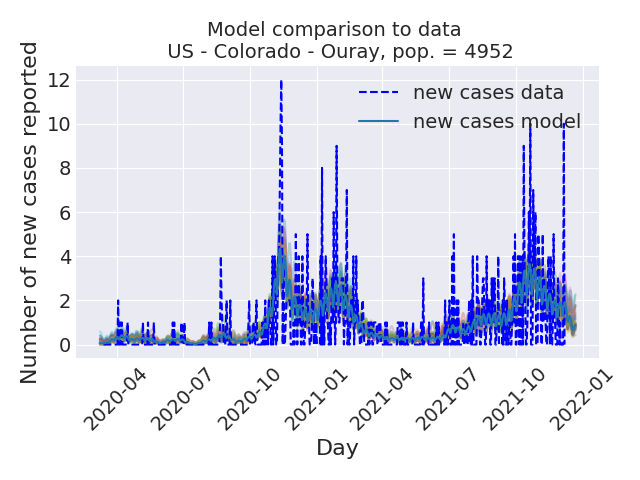 Model comparison to data
US - Colorado - Ouray, pop. = 4952
Number of new cases reported
12
10
8
6
4
2
0
new cases data
new cases model
2020-04
2020-07
2020-10
2021-01
2021-04
2021-07
2021-10
2022-01
Day